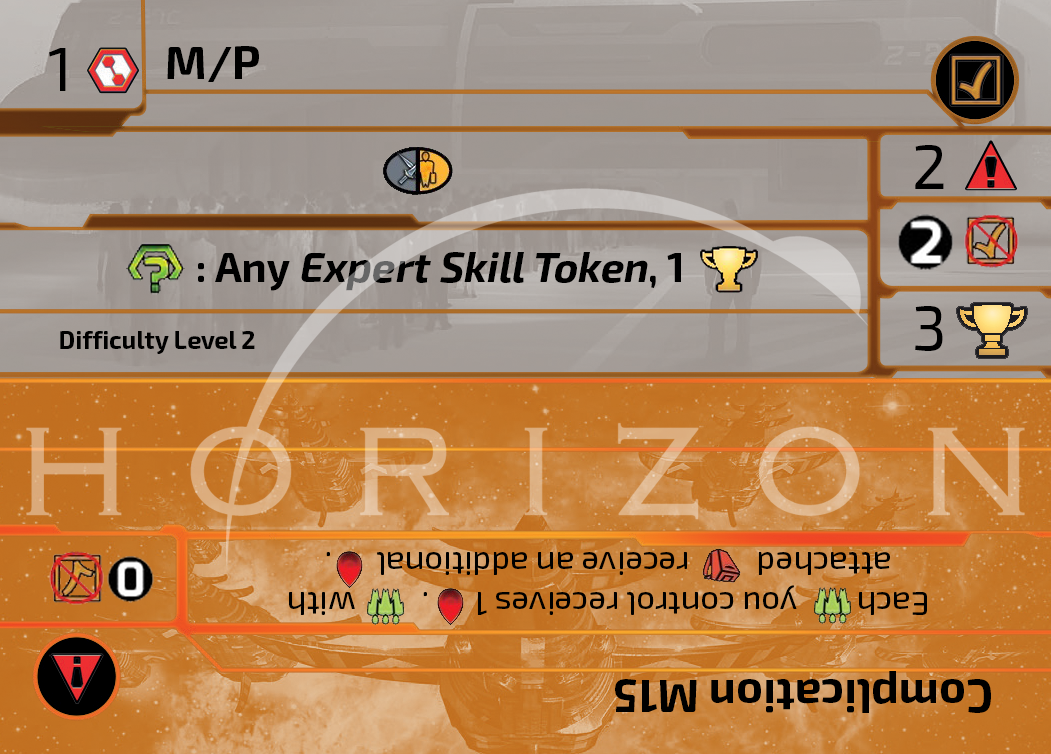 1 M/P
2
2
: Any Expert Skill Token, 1
3
Difficulty Level 2
HORIZON
Complication M15
Each you control receives 1 . with
attached receive an additional .
0